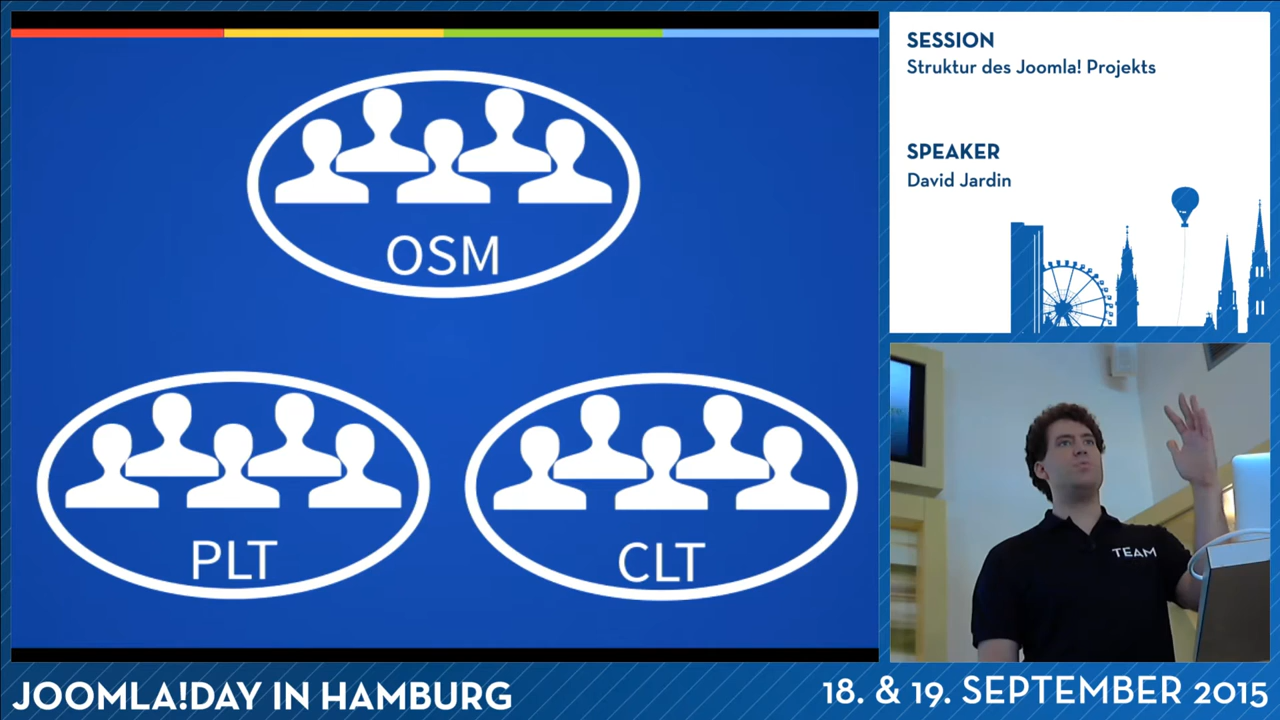 OSM
PLT
CLT
SESSION
Struktur des Joomla! Projekts
SPEAKER
David Jardin
TEAM
JOOMLA!DAY IN HAMBURG
18. & 19. SEPTEMBER 2015